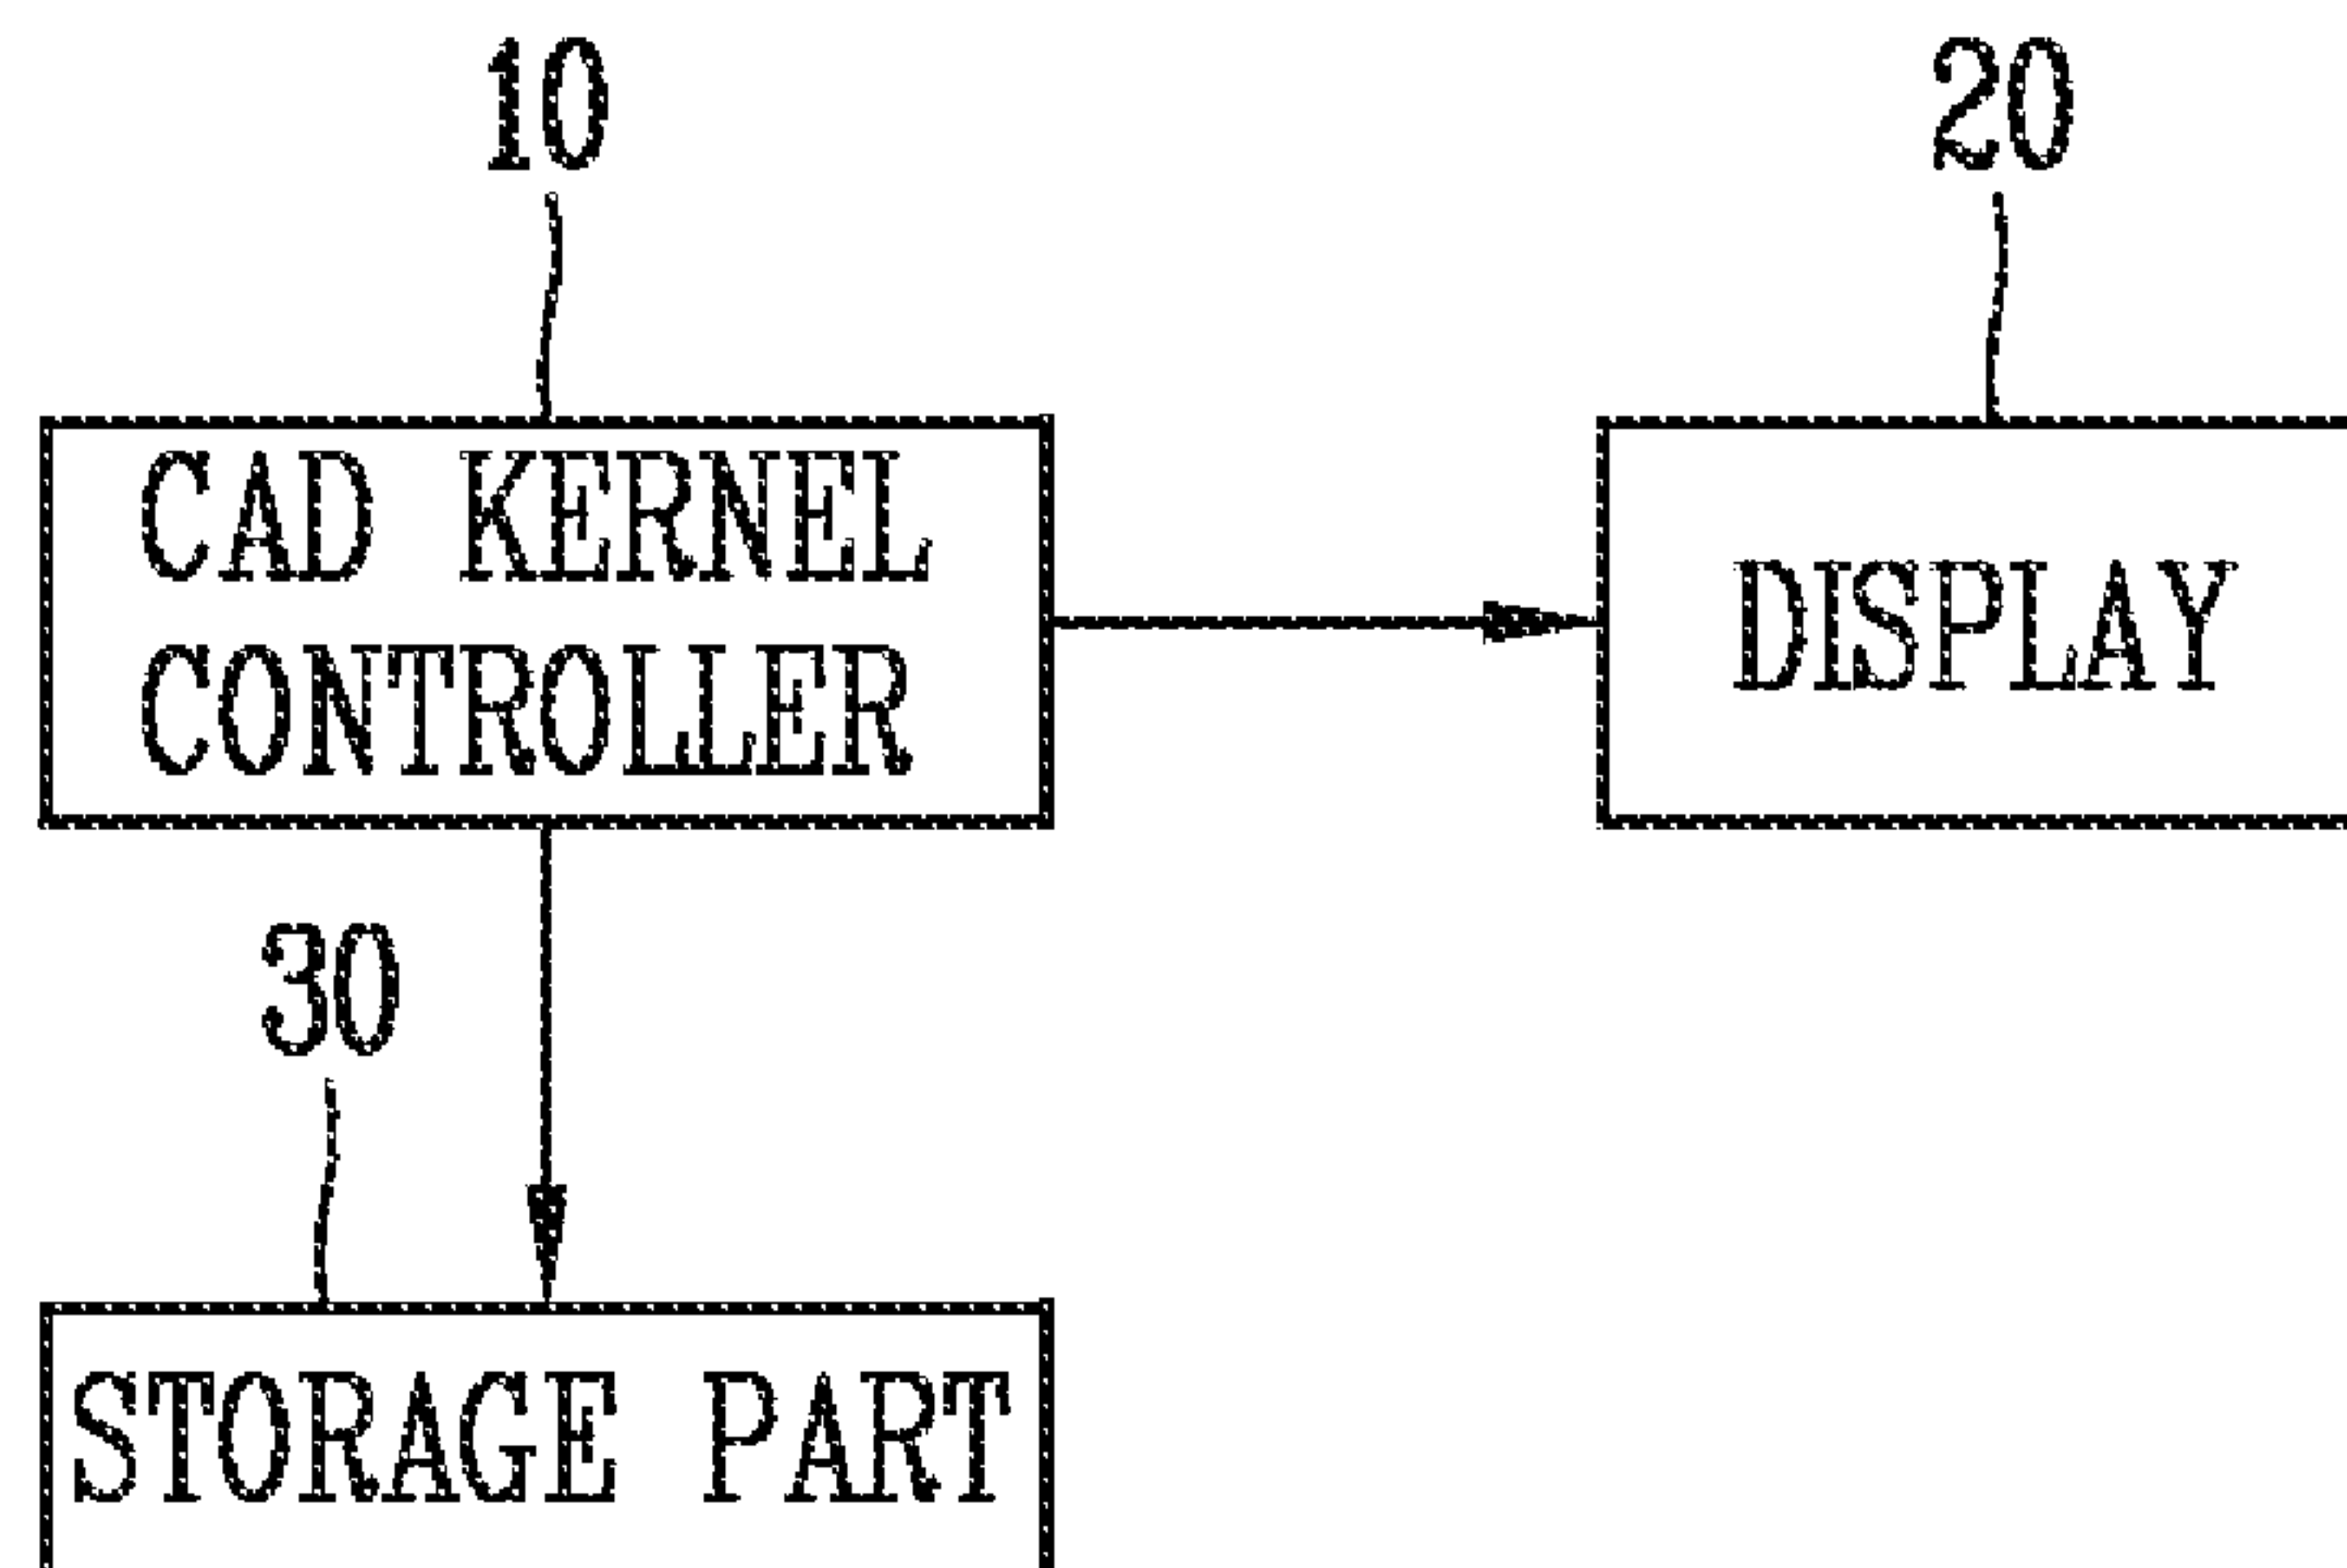 10
20
CAD KERNEL
CONTROLLER
DISPLAY
30
STORAGE PART